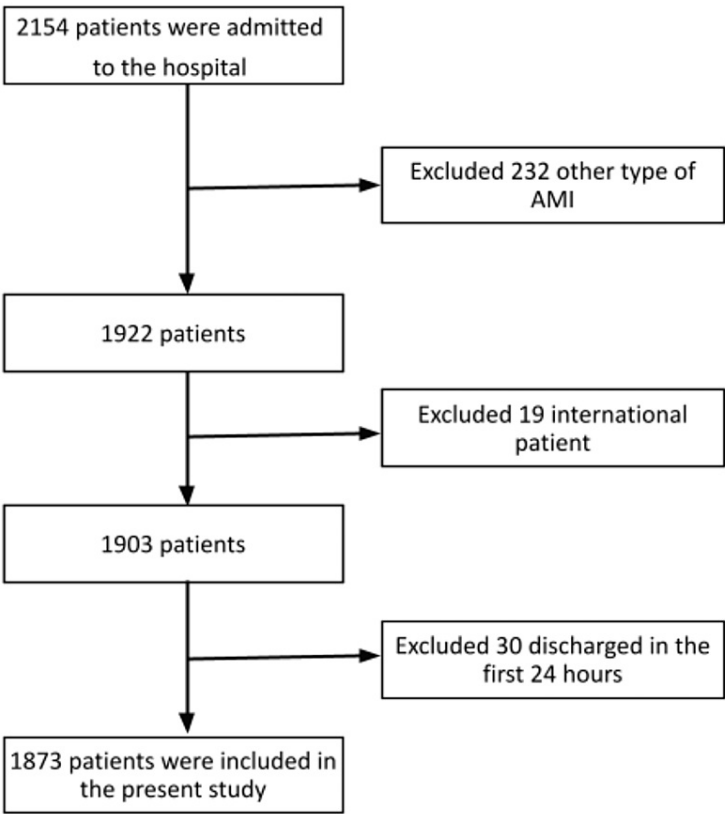 2154 patients were admitted
to the hospital
Excluded 232 other type of
AMI
1922 patients
Excluded 19 international
patient
1903 patients
Excluded 30 discharged in the
first 24 hours
1873 patients were included in
the present study